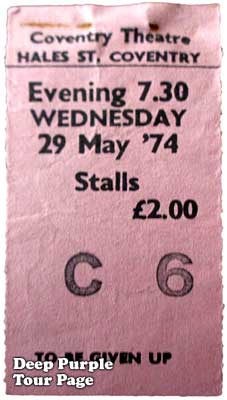 Coventry Theatre
HALES ST. COVENTRY
Evening 7.30
WEDNESDAY
29 May '74
Stalls
£2.00
C 6
TO BE GIVEN UP
Deep Purple
Tour Page